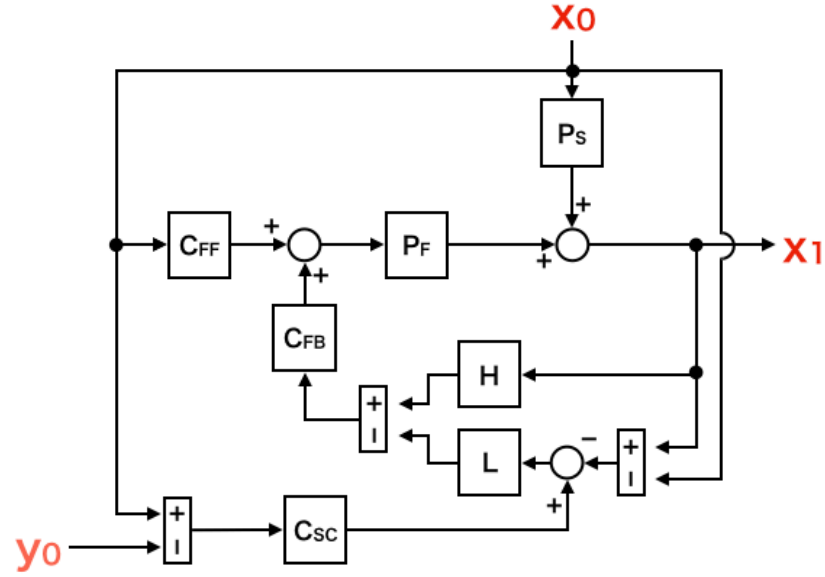 X0
PS
+
CFF
+
PF
+
X1
+
CFB
H
+
−
L
−
+
−
+
CSC
+
−
y0